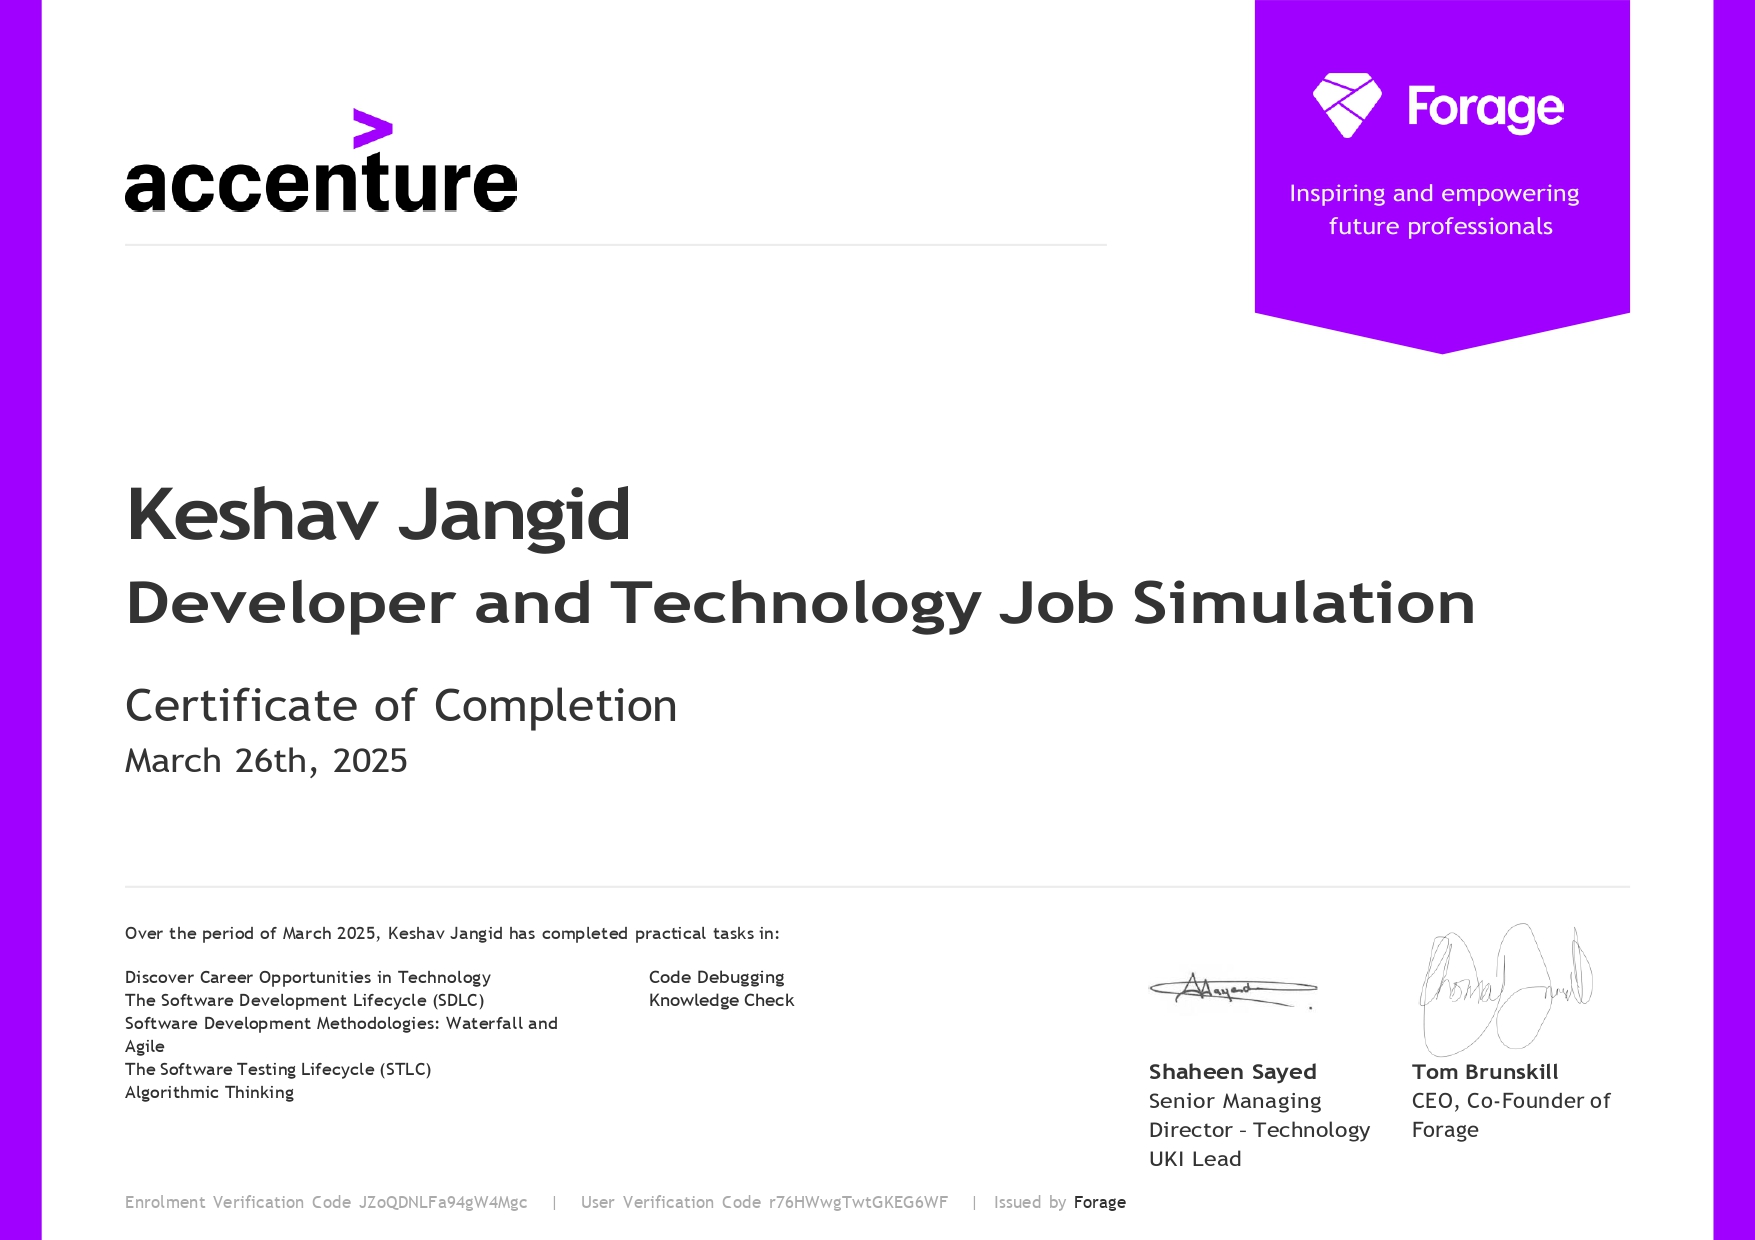 accenture
>
Forage
Inspiring and empowering
future professionals
Keshav Jangid
Developer and Technology Job Simulation
Certificate of Completion
March 26th, 2025
Over the period of March 2025, Keshav Jangid has completed practical tasks in:
Discover Career Opportunities in Technology
The Software Development Lifecycle (SDLC)
Software Development Methodologies: Waterfall and
Agile
The Software Testing Lifecycle (STLC)
Algorithmic Thinking
Code Debugging
Knowledge Check
Shaheen Sayed
Senior Managing
Director - Technology
UKI Lead
Tom Brunskill
CEO, Co-Founder of
Forage
Enrolment Verification Code JZoQDNLFa94gW4Mgc | User Verification Code r76HWwgTwtGKEG6WF | Issued by Forage